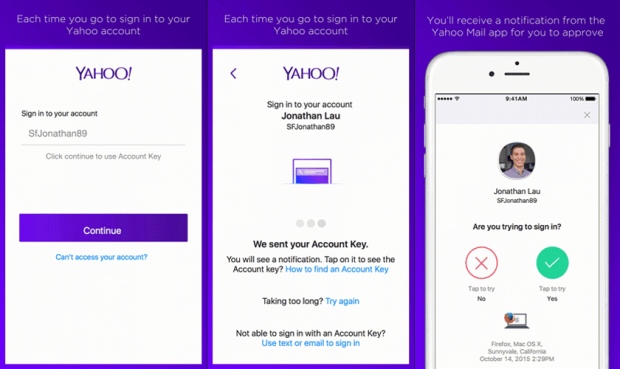 Each time you go to sign in to your
Yahoo account
YAHOO!
Sign in to your account
SFJonathan89
Click continue to use Account Key
Continue
Can't access your account?
Each time you go to sign in to your
Yahoo account
YAHOO!
Sign in to your account
Jonathan Lau
SFJonathan89
We sent your Account Key.
You will see a notification. Tap on it to see the
Account key? How to find an Account Key
Taking too long? Try again
Not able to sign in with an Account Key?
Use text or email to sign in
You'll receive a notification from the
Yahoo Mail app for you to approve
9:41AM
100%
Jonathan Lau
SFJonathan89
Are you trying to sign in?
Tap to try
No
Tap to try
Yes
Firefox, Mac OS X,
Sunnyvale, California
October 14, 2015 2:29PM